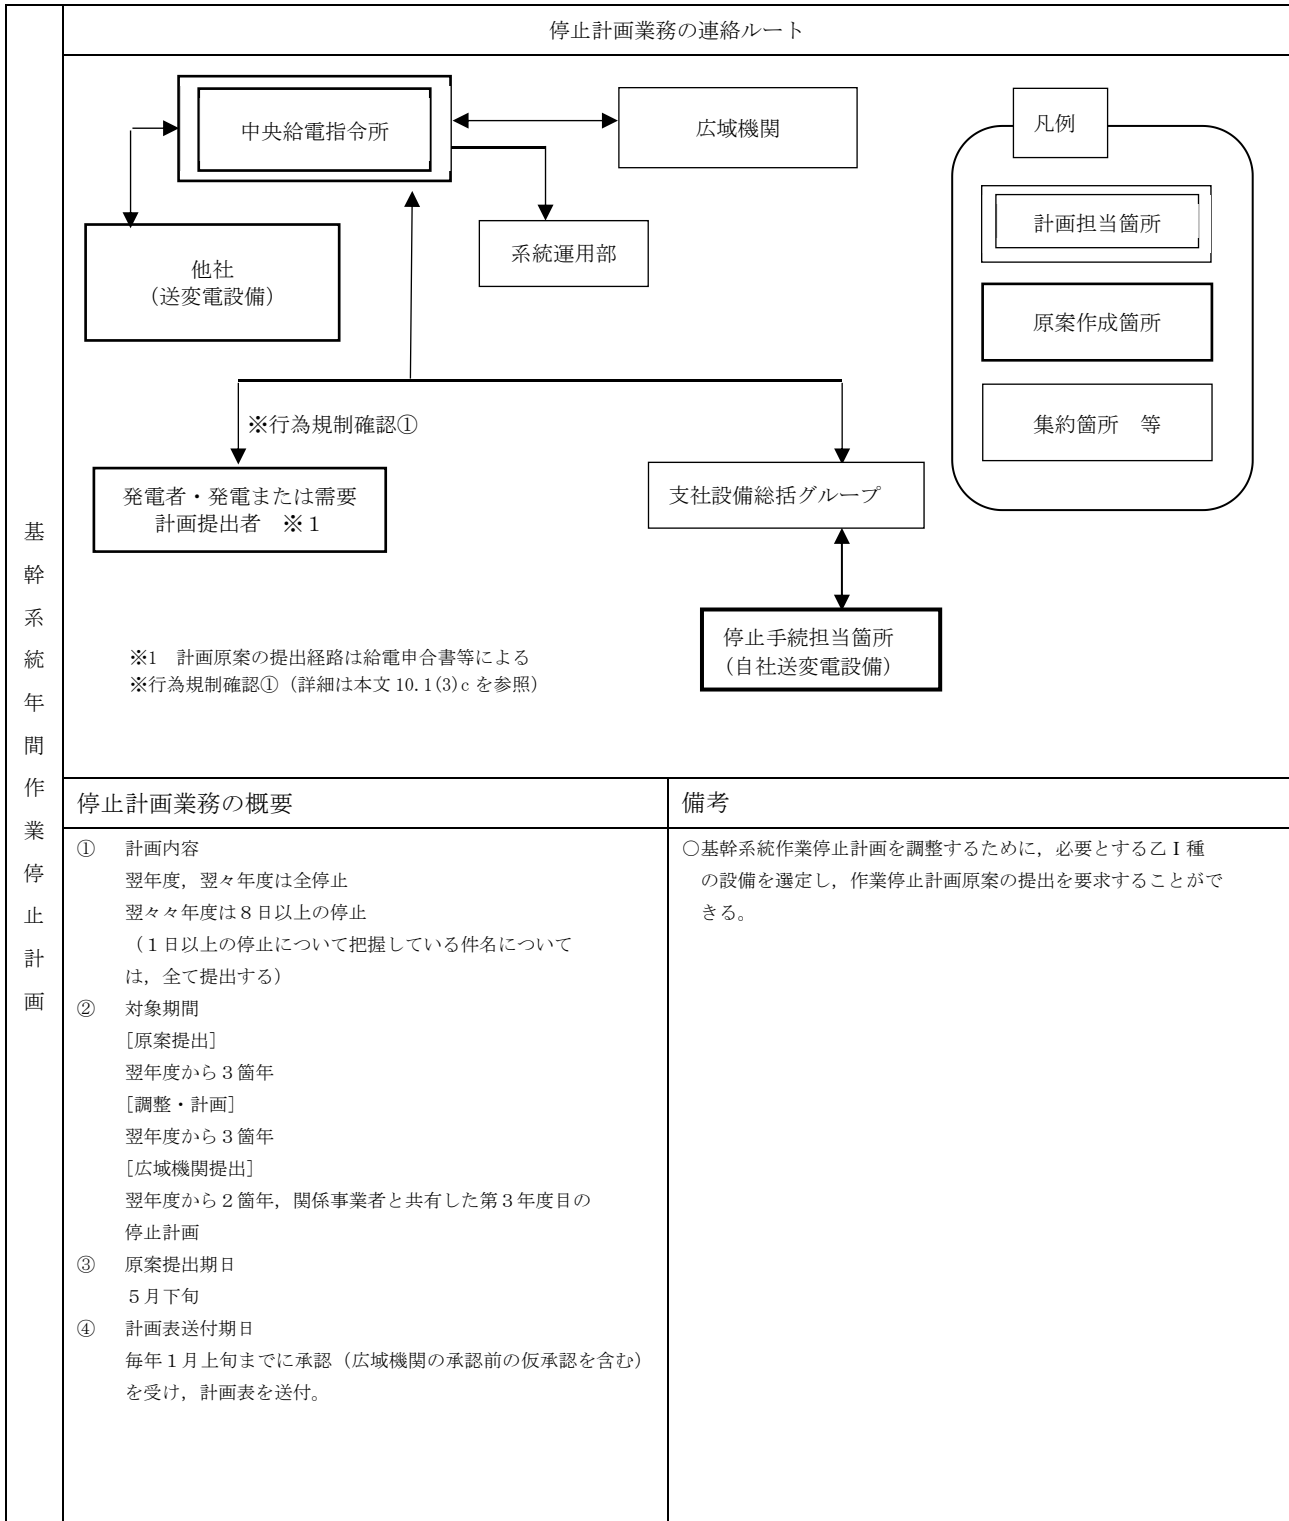 停止計画業務の連絡ルート
中央給電指令所
広域機関
凡例
系統運用部
計画担当箇所
他社
（送変電設備）
原案作成箇所
※行為規制確認①
集約箇所　等
発電者・発電または需要
計画提出者　※１
支社設備総括グループ
停止手続担当箇所
（自社送変電設備）
※1　計画原案の提出経路は給電申合書等による
※行為規制確認①（詳細は本文 10.1(3)c を参照）
基幹系統年間作業停止計画
停止計画業務の概要
備考
①　計画内容
翌年度，翌々年度は全停止
翌々々年度は８日以上の停止
（１日以上の停止について把握している件名について
は，全て提出する）
②　対象期間
［原案提出］
翌年度から３箇年
［調整・計画］
翌年度から３箇年
［広域機関提出］
翌年度から２箇年，関係事業者と共有した第３年度目の
停止計画
③　原案提出期日
５月下旬
④　計画表送付期日
毎年１月上旬までに承認（広域機関の承認前の仮承認を含む）
を受け，計画表を送付。
○基幹系統作業停止計画を調整するために，必要とする乙Ⅰ種
の設備を選定し，作業停止計画原案の提出を要求することがで
きる。